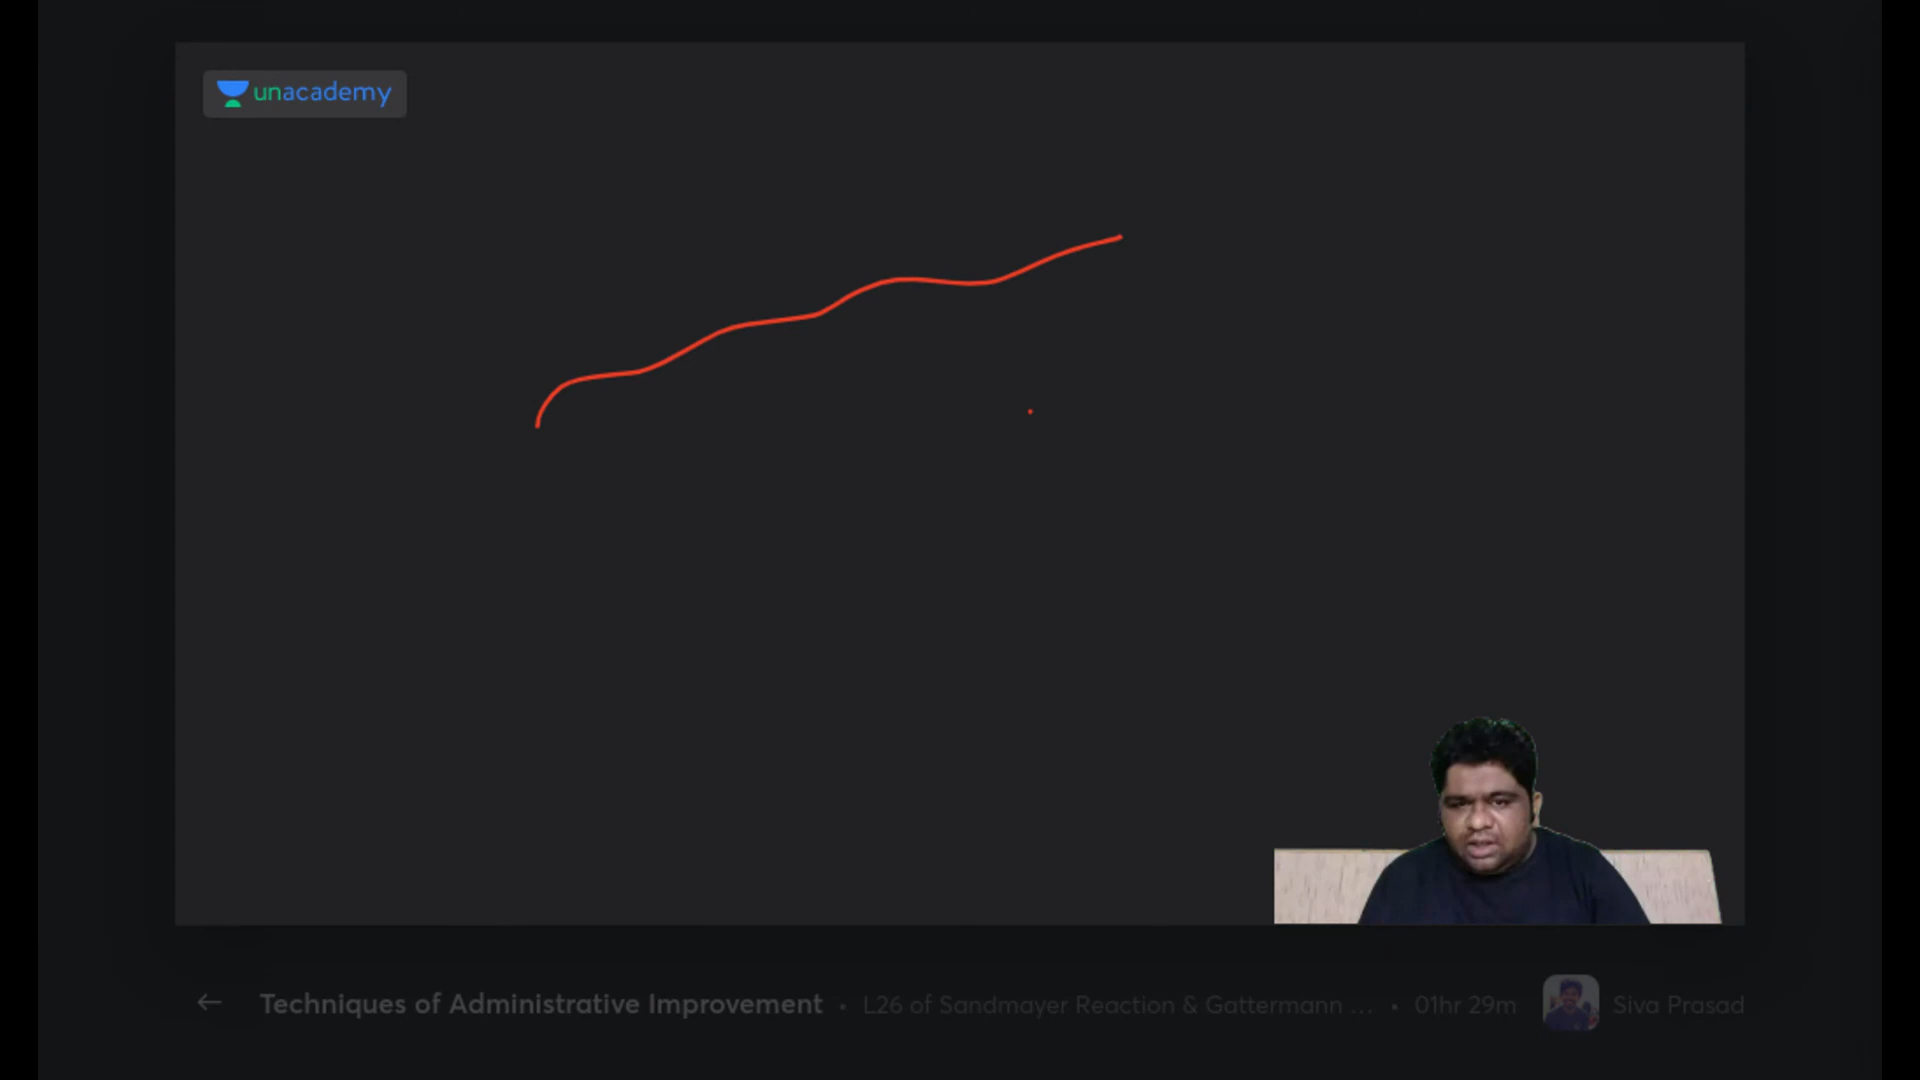 unacademy
Techniques of Administrative Improvement • L26 of Sandmayer Reaction & Gattermann ... • 01hr 29m Siva Prasad